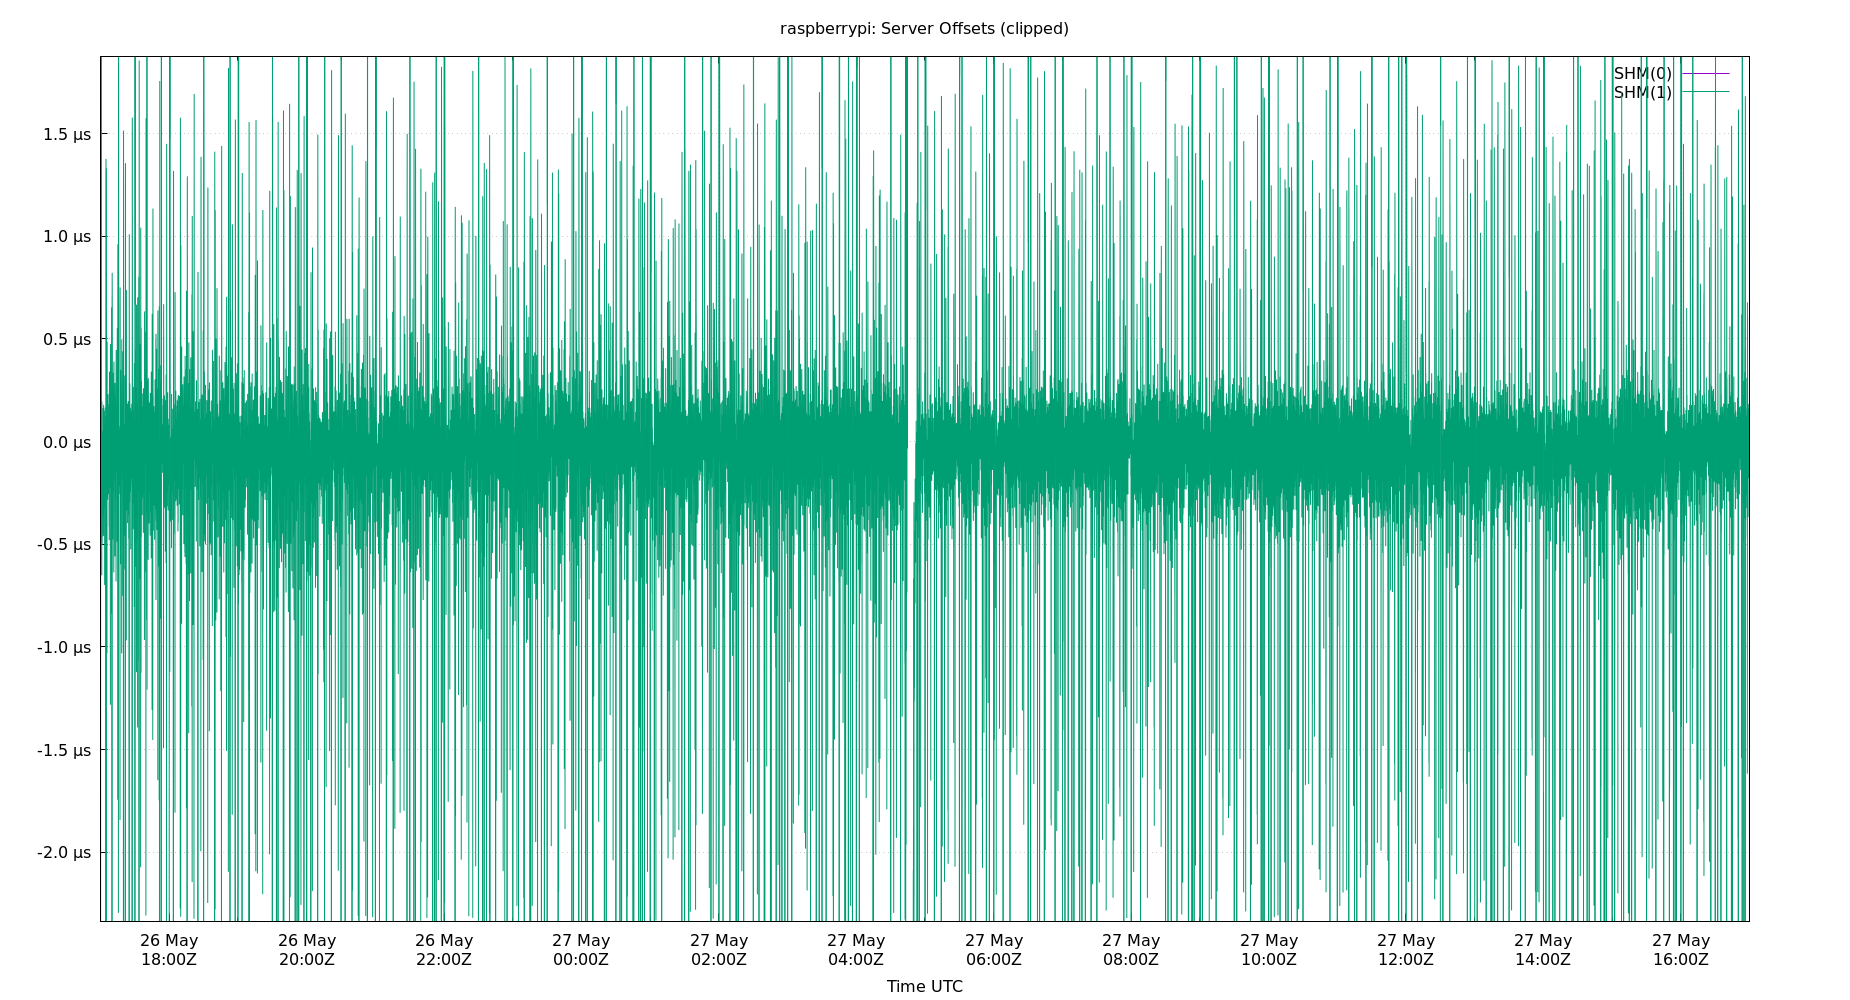 raspberrypi: Server Offsets (clipped)
SHM(0)
SHM(1)
1.5 µs
1.0 µs
0.5 µs
0.0 µs
-0.5 µs
-1.0 µs
-1.5 µs
-2.0 µs
26 May 26 May 26 May 27 May 27 May 27 May 27 May 27 May 27 May 27 May 27 May 27 May
18:00Z 20:00Z 22:00Z 00:00Z 02:00Z 04:00Z 06:00Z 08:00Z 10:00Z 12:00Z 14:00Z 16:00Z
Time UTC